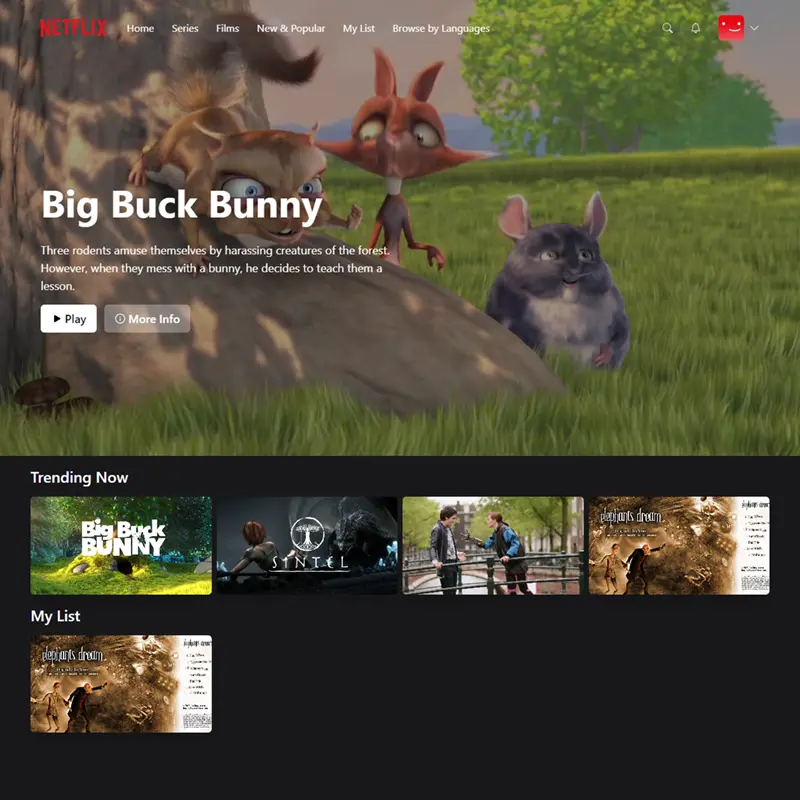 NETFLIX
Home
Series
Films
New & Popular
My List
Browse by Languages
Big Buck Bunny
Three rodents amuse themselves by harassing creatures of the forest.
However, when they mess with a bunny, he decides to teach them a
lesson.
Play
More Info
Trending Now
Big Buck
BUNNY
SINTEL
elephants dream
My List
elephants dream